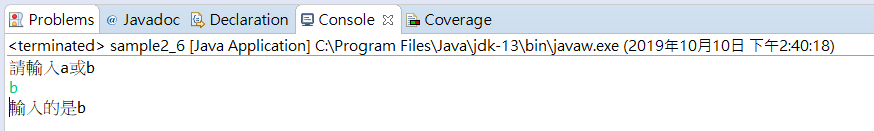 Problems @ Javadoc Declaration Console Coverage
<terminated> sample2_6 [Java Application] C:\Program Files\Java\jdk-13\bin\javaw.exe (2019年10月10日 下午2:40:18)
請輸入a或b
b
輸入的是b